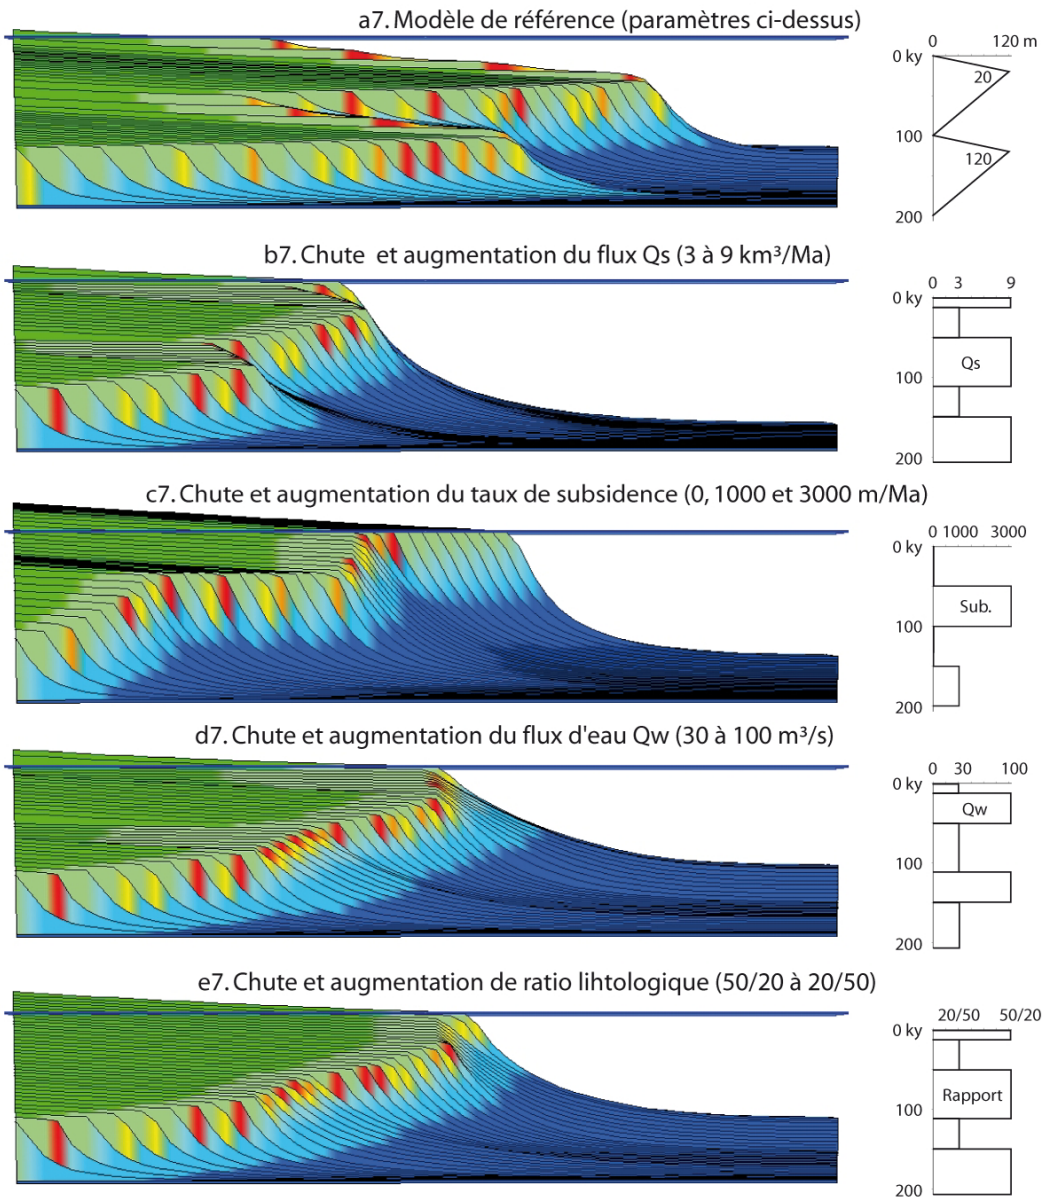 a7. Modèle de référence (paramètres ci-dessus)
0 120 m
0 ky
20
100
120
200
b7. Chute et augmentation du flux Qs (3 à 9 km³/Ma)
0 3 9
0 ky
Qs
100
200
c7. Chute et augmentation du taux de subsidence (0, 1000 et 3000 m/Ma)
0 1000 3000
0 ky
Sub.
100
200
d7. Chute et augmentation du flux d'eau Qw (30 à 100 m³/s)
0 30 100
0 ky
Qw
100
200
e7. Chute et augmentation de ratio lihtologique (50/20 à 20/50)
20/50 50/20
0 ky
Rapport
100
200